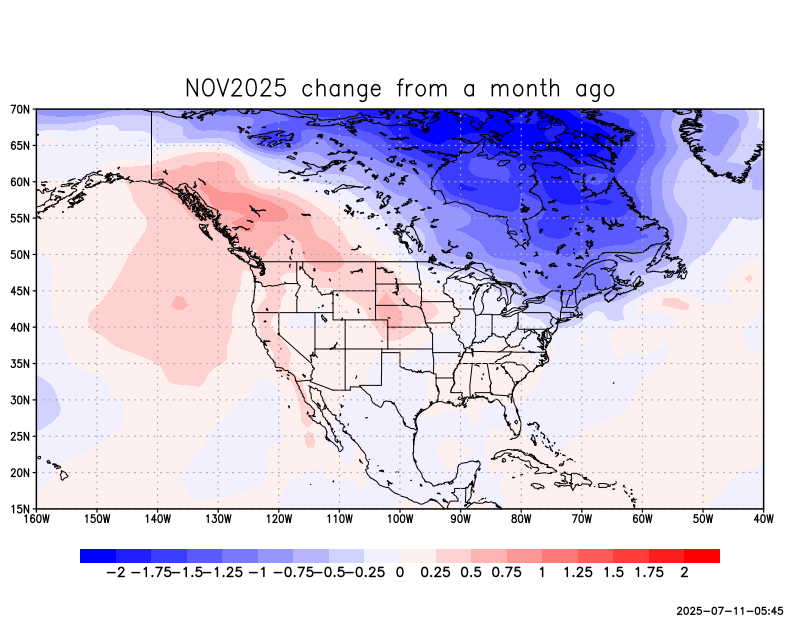 NOV2025 change from a month ago
70N
65N
60N
55N
50N
45N
40N
35N
30N
25N
20N
15N
160W 150W 140W 130W 120W 110W 100W 90W 80W 70W 60W 50W 40W
-2 -1.75 -1.5 -1.25 -1 -0.75 -0.5 -0.25 0 0.25 0.5 0.75 1 1.25 1.5 1.75 2
2025-07-11-05:45